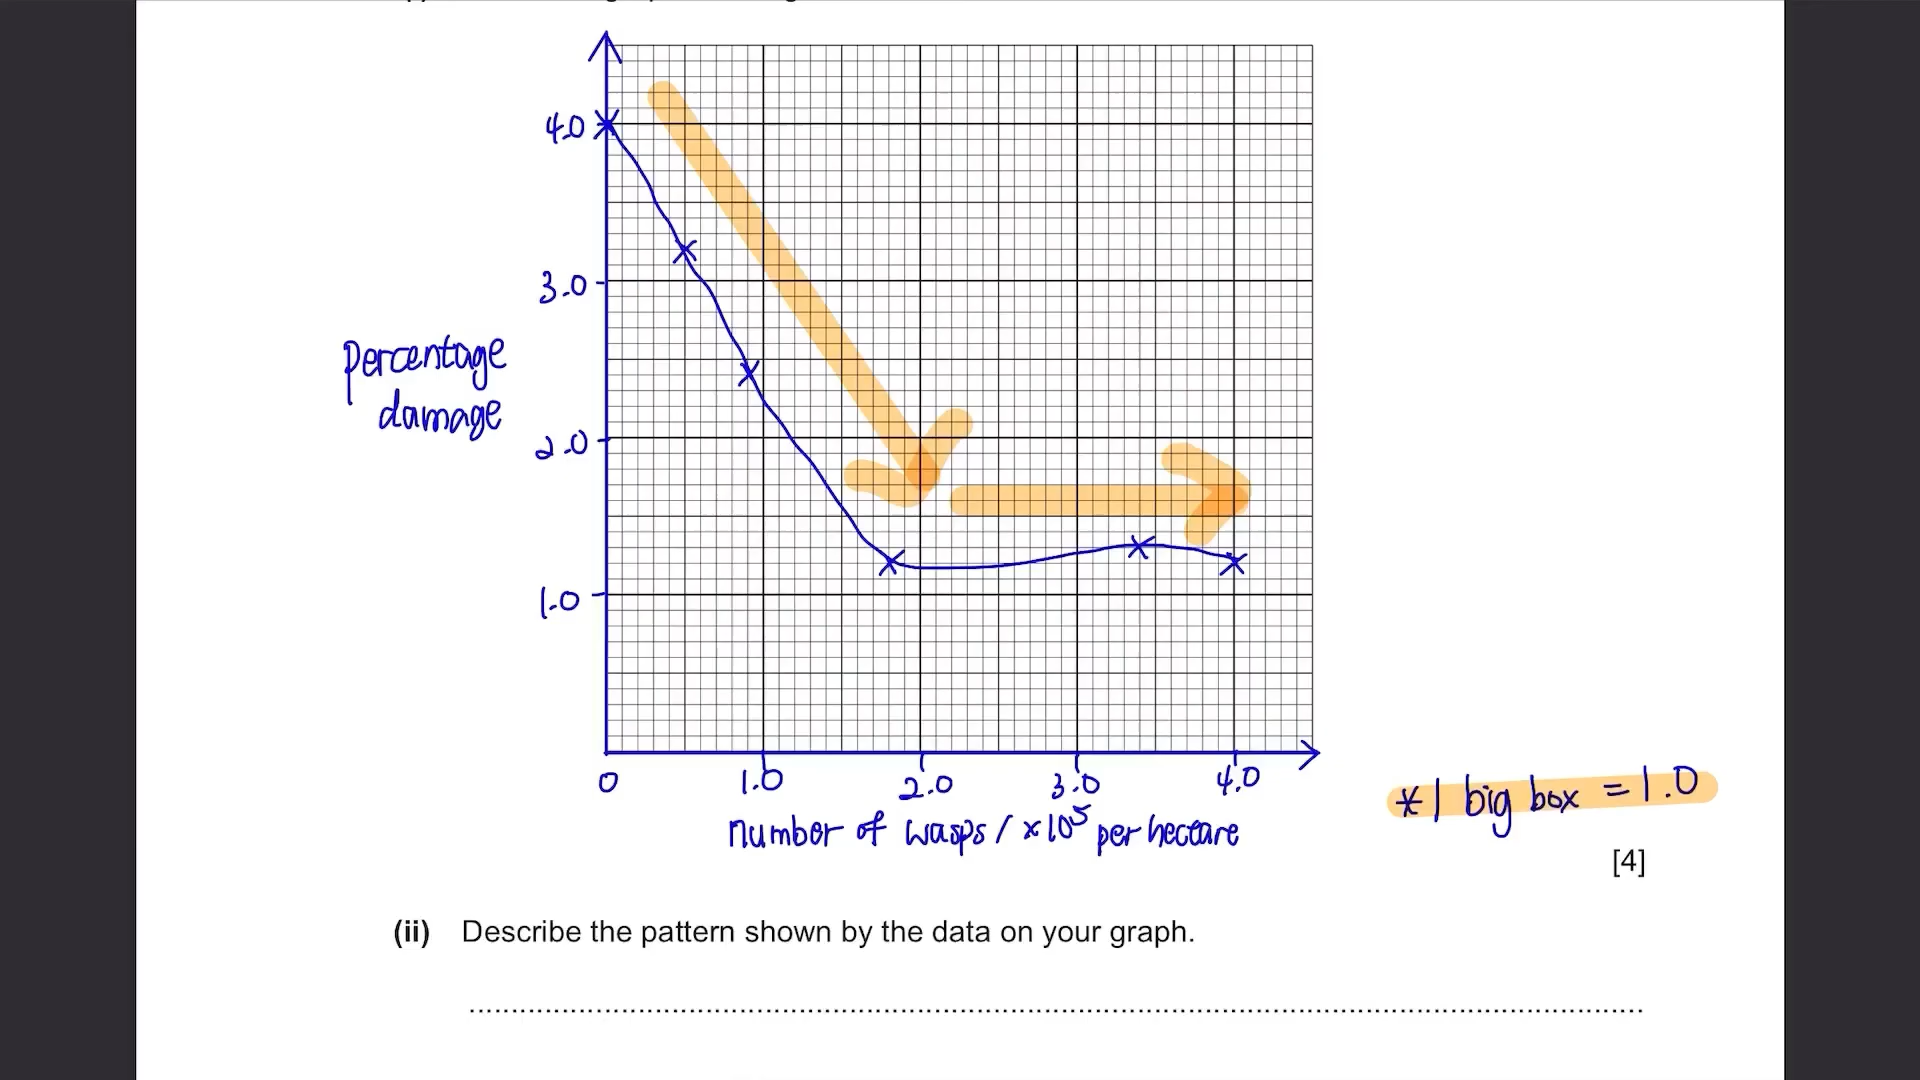 4.0
3.0
percentage
damage
2.0
1.0
0 1.0 2.0 3.0 4.0
number of wasps / x10⁵ per hectare
* 1 big box = 1.0
[4]
(ii) Describe the pattern shown by the data on your graph.